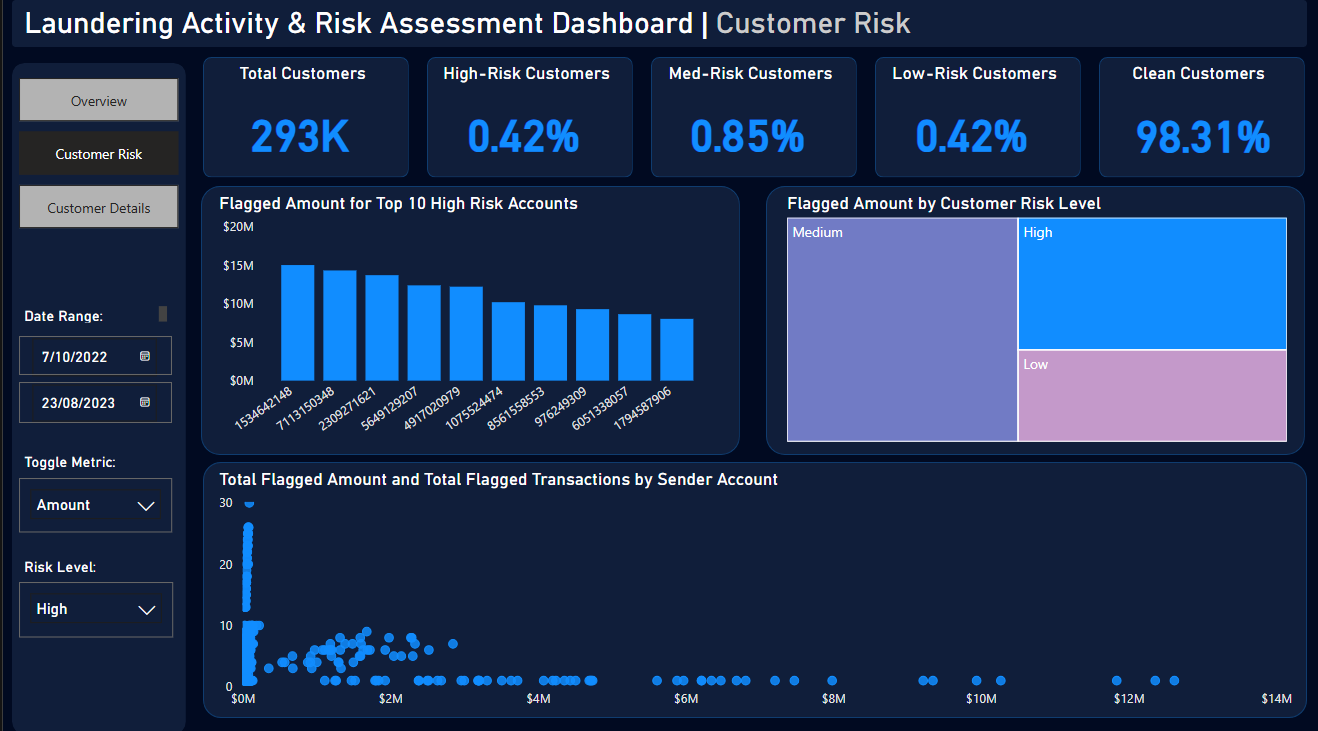 Laundering Activity & Risk Assessment Dashboard | Customer Risk
Overview
Customer Risk
Customer Details
Date Range:
7/10/2022
23/08/2023
Toggle Metric:
Amount
Risk Level:
High
Total Customers
293K
High-Risk Customers
0.42%
Med-Risk Customers
0.85%
Low-Risk Customers
0.42%
Clean Customers
98.31%
Flagged Amount for Top 10 High Risk Accounts
$20M
$15M
$10M
$5M
$0M
1534642148
7113150348
2309271621
5649129207
4917020979
1075524474
8561558553
976249309
6051338057
1794587906
Flagged Amount by Customer Risk Level
Medium
High
Low
Total Flagged Amount and Total Flagged Transactions by Sender Account
30
20
10
0
$0M
$2M
$4M
$6M
$8M
$10M
$12M
$14M